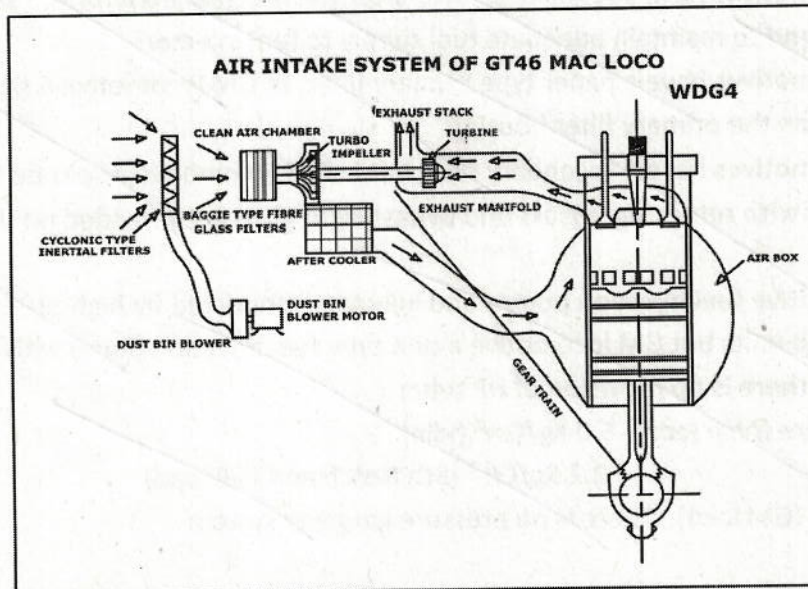 AIR INTAKE SYSTEM OF GT46 MAC LOCO
WDG4
EXHAUST STACK
CLEAN AIR CHAMBER
TURBINE
TURBO
IMPELLER
EXHAUST MANIFOLD
BAGGIE TYPE FIBRE
GLASS FILTERS
CYCLONIC TYPE
INERTIAL FILTERS
AFTER COOLER
AIR BOX
DUST BIN
BLOWER MOTOR
DUST BIN BLOWER
GEAR TRAIN